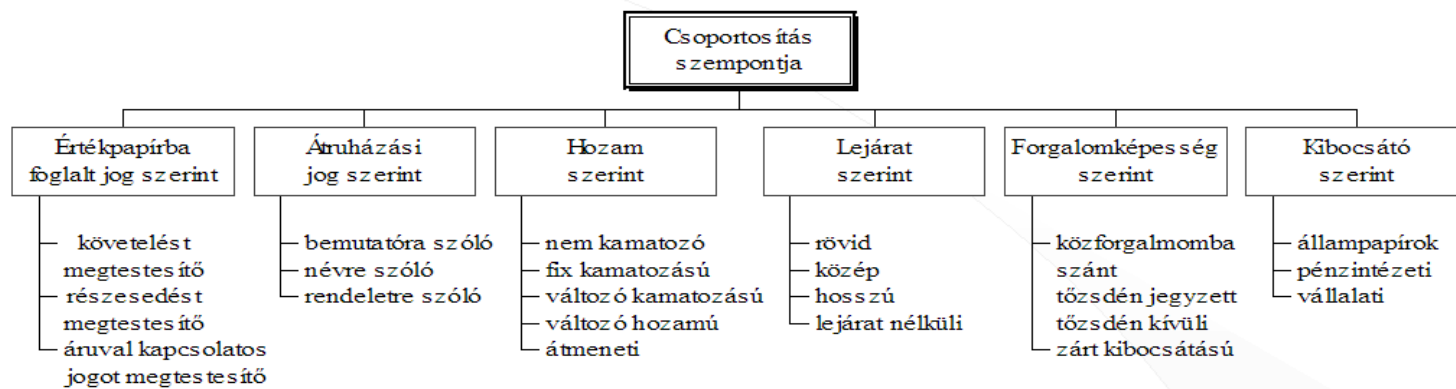 Csoportosítás
szempontja
Értékpapírba
foglalt jog szerint
követelést
megtestesítő
részesedést
megtestesítő
áruval kapcsolatos
jogot megtestesítő
Átruházási
jog szerint
bemutatóra szóló
névre szóló
rendeletre szóló
Hozam
szerint
nem kamatozó
fix kamatozású
változó kamatozású
változó hozamú
átmeneti
Lejárat
szerint
rövid
közép
hosszú
lejárat nélküli
Forgalomképesség
szerint
közforgalmomba
szánt
tőzsdén jegyzett
tőzsdén kívüli
zárt kibocsátású
Kibocsátó
szerint
állampapírok
pénzintézeti
vállalati